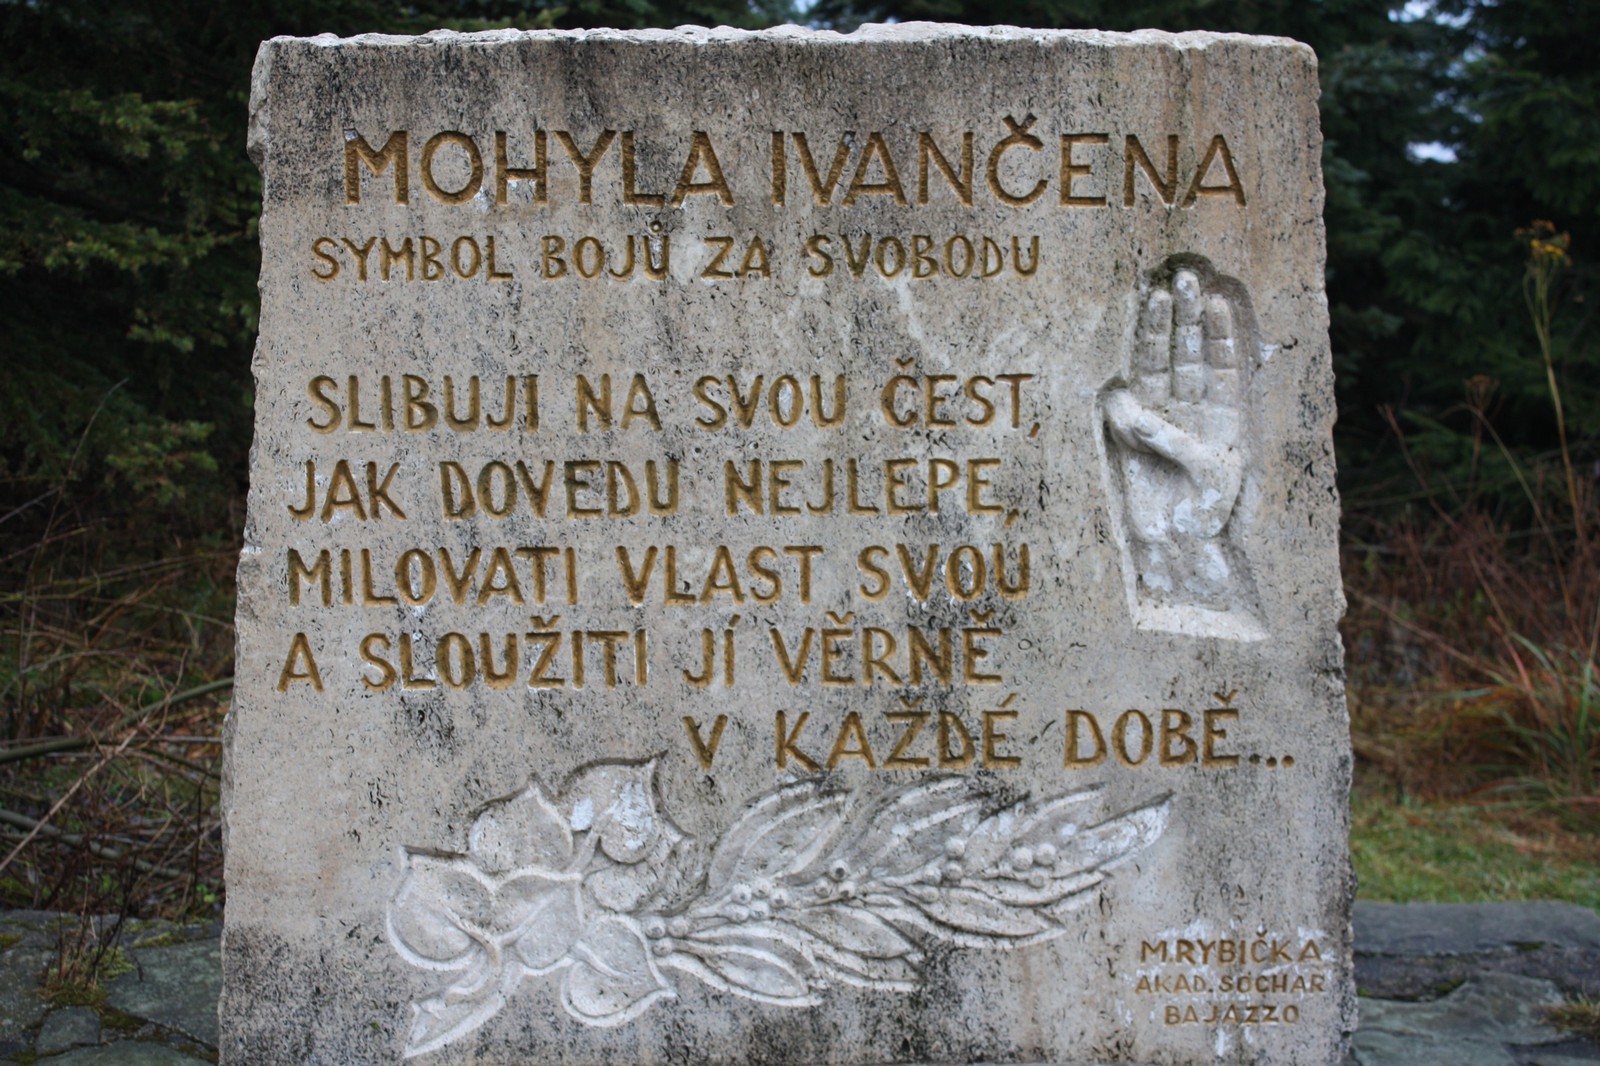 MOHYLA IVANČENA
SYMBOL BOJŮ ZA SVOBODU
SLIBUJI NA SVOU ČEST,
JAK DOVEDU NEJLEPE,
MILOVATI VLAST SVOU
A SLOUŽITI JÍ VĚRNĚ
V KAŽDÉ DOBĚ...
M.RYBIČKA
AKAD. SOCHAŘ
BAJAZZO